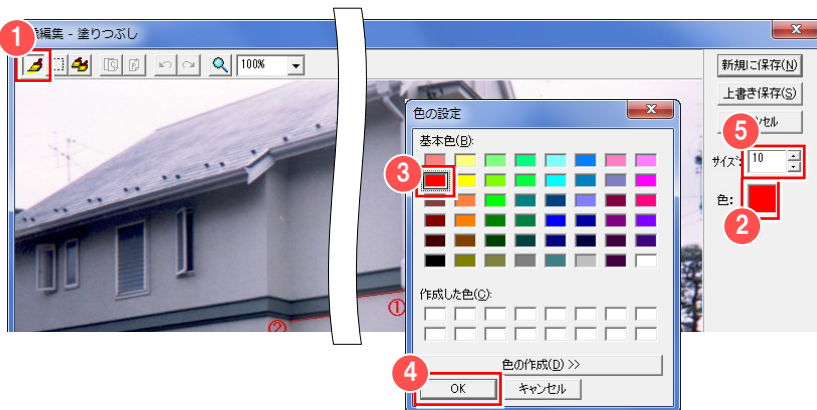 1
編集 - 塗りつぶし
100%
新規に保存(N)
上書き保存(S)
セル
5
サイズ:
10
色:
2
色の設定
基本色(B):
3
作成した色(C):
①
②
色の作成(D) >>
4
OK
キャンセル